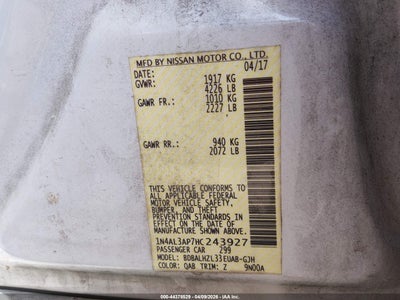 MFD BY NISSAN MOTOR CO., LTD.
DATE: 04/17
GVWR: 1917 KG
4226 LB
GAWR FR.: 1010 KG
2227 LB
GAWR RR.: 940 KG
2072 LB
THIS VEHICLE CONFORMS TO ALL
APPLICABLE FEDERAL
MOTOR VEHICLE SAFETY,
BUMPER, AND THEFT
PREVENTION STANDARDS IN
EFFECT ON THE DATE OF
MANUFACTURE SHOWN ABOVE.
1N4AL3AP7HC243927
PASSENGER CAR 299
MODEL: BDBALHZL33EUAB-GJH
COLOR: QAB TRIM: Z 9N00A
000-44378529 - 04/09/2026 -